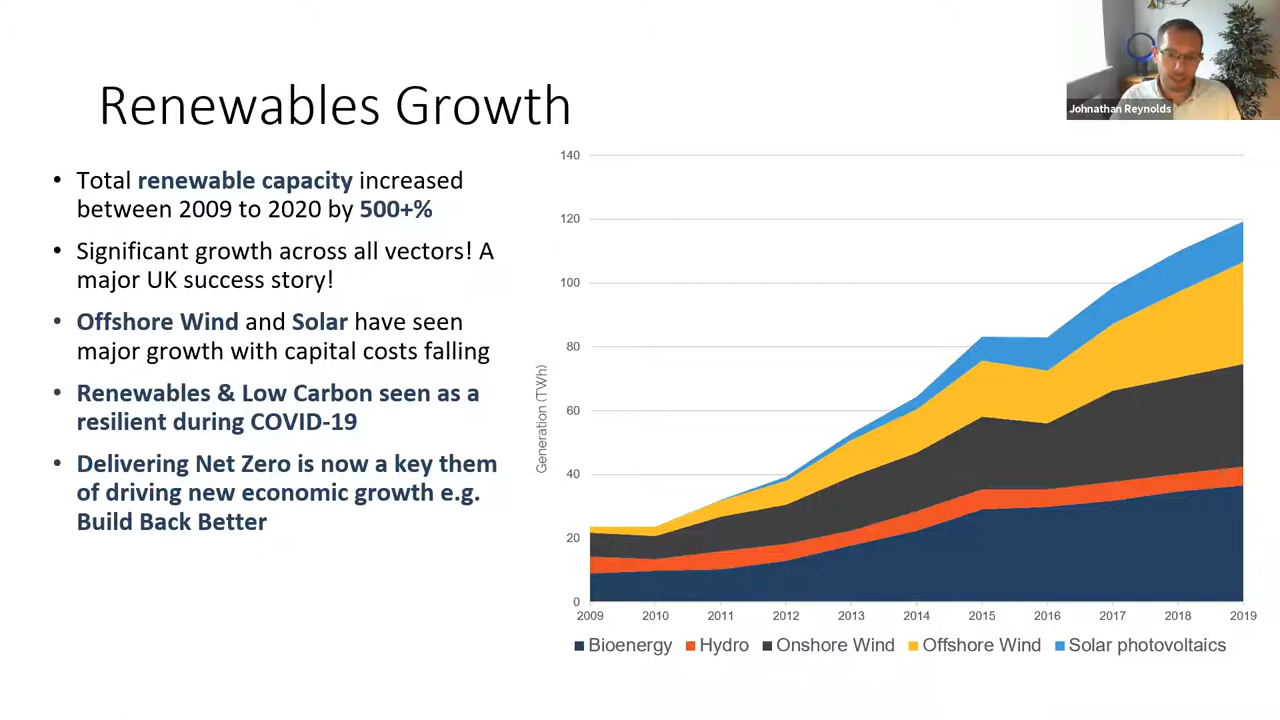 Johnathan Reynolds
Renewables Growth
• Total renewable capacity increased
between 2009 to 2020 by 500+%
• Significant growth across all vectors! A
major UK success story!
• Offshore Wind and Solar have seen
major growth with capital costs falling
• Renewables & Low Carbon seen as a
resilient during COVID-19
• Delivering Net Zero is now a key them
of driving new economic growth e.g.
Build Back Better
140
120
100
80
60
40
20
0
Generation (TWh)
2009 2010 2011 2012 2013 2014 2015 2016 2017 2018 2019
Bioenergy Hydro Onshore Wind Offshore Wind Solar photovoltaics